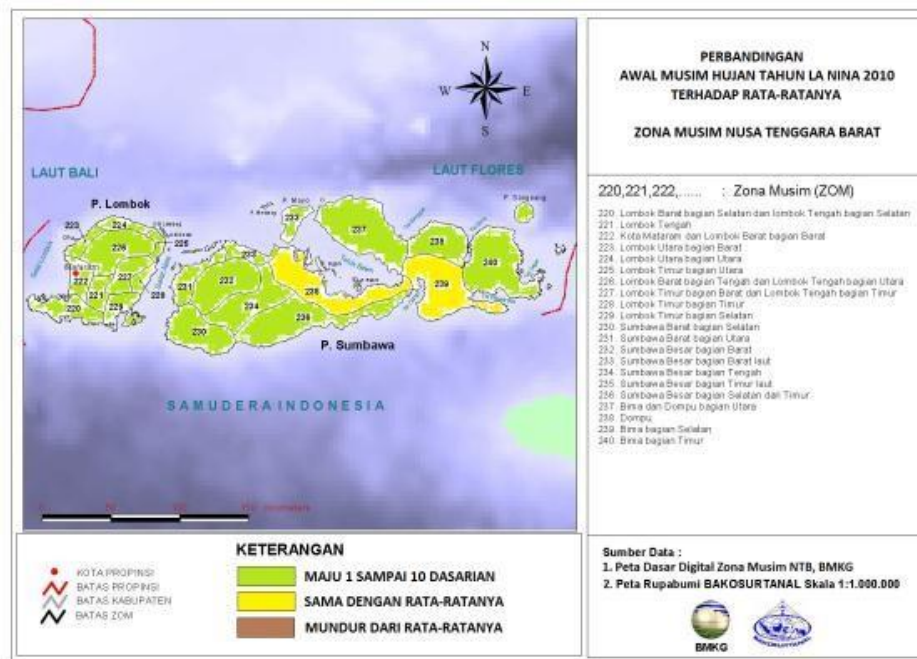 PERBANDINGAN
AWAL MUSIM HUJAN TAHUN LA NINA 2010
TERHADAP RATA-RATANYA
ZONA MUSIM NUSA TENGGARA BARAT
220,221,222,...... : Zona Musim (ZOM)
220 Lombok Barat bagian Selatan dan lombok Tengah bagian Selatan
221 Lombok Tengah
222 Kota Mataram dan Lombok Barat bagian Barat
223 Lombok Utara bagian Barat
224 Lombok Utara bagian Utara
225 Lombok Timur bagian Utara
226 Lombok Barat bagian Tengah dan Lombok Tengah bagian Utara
227 Lombok Timur bagian Barat dan Lombok Tengah bagian Timur
228 Lombok Timur bagian Timur
229 Lombok Timur bagian Selatan
230 Sumbawa Barat bagian Selatan
231 Sumbawa Barat bagian Utara
232 Sumbawa Besar bagian Barat
233 Sumbawa Besar bagian Barat laut
234 Sumbawa Besar bagian Tengah
235 Sumbawa Besar bagian Timur laut
236 Sumbawa Besar bagian Selatan dan Timur
237 Bima dan Dompu bagian Utara
238 Dompu
239 Bima bagian Selatan
240 Bima bagian Timur
N
W E
S
LAUT BALI
LAUT FLORES
P. Lombok
P. Moyo
P. Sangeang
223 224 225 226 227 228 229
220 221 222
230 231 232 233 234 235 236
237 238 239 240
P. Sumbawa
SAMUDERA INDONESIA
KETERANGAN
KOTA PROPINSI
BATAS PROPINSI
BATAS KABUPATEN
BATAS ZOM
MAJU 1 SAMPAI 10 DASARIAN
SAMA DENGAN RATA-RATANYA
MUNDUR DARI RATA-RATANYA
Sumber Data :
1. Peta Dasar Digital Zona Musim NTB, BMKG
2. Peta Rupabumi BAKOSURTANAL Skala 1:1.000.000
BMKG
BAKOSURTANAL